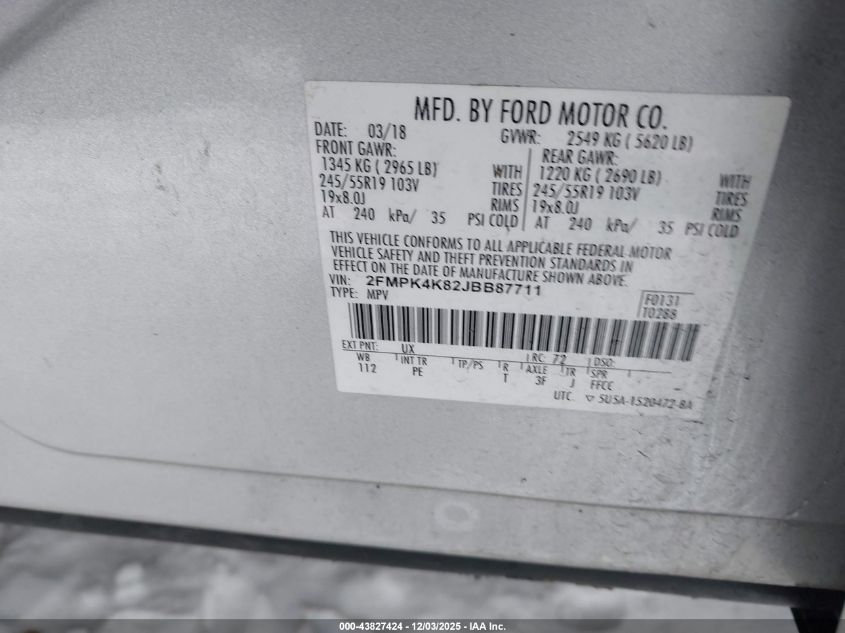 MFD. BY FORD MOTOR CO.
DATE: 03/18 GVWR: 2549 KG ( 5620 LB)
FRONT GAWR: REAR GAWR:
1345 KG ( 2965 LB) WITH 1220 KG ( 2690 LB) WITH
245/55R19 103V TIRES 245/55R19 103V TIRES
19x8.0J RIMS 19x8.0J RIMS
AT 240 kPa/ 35 PSI COLD AT 240 kPa/ 35 PSI COLD
THIS VEHICLE CONFORMS TO ALL APPLICABLE FEDERAL MOTOR
VEHICLE SAFETY AND THEFT PREVENTION STANDARDS IN
EFFECT ON THE DATE OF MANUFACTURE SHOWN ABOVE.
VIN: 2FMPK4K82JBB87711
TYPE: MPV
F0131
T0288
EXT PNT: UX RC: 72 DSO:
WB INT TR TP/PS R AXLE TR SPR
112 PE T 3F J FFCC
UTC ▽ 5USA-1520472-BA
000-43827424 - 12/03/2025 - IAA Inc.